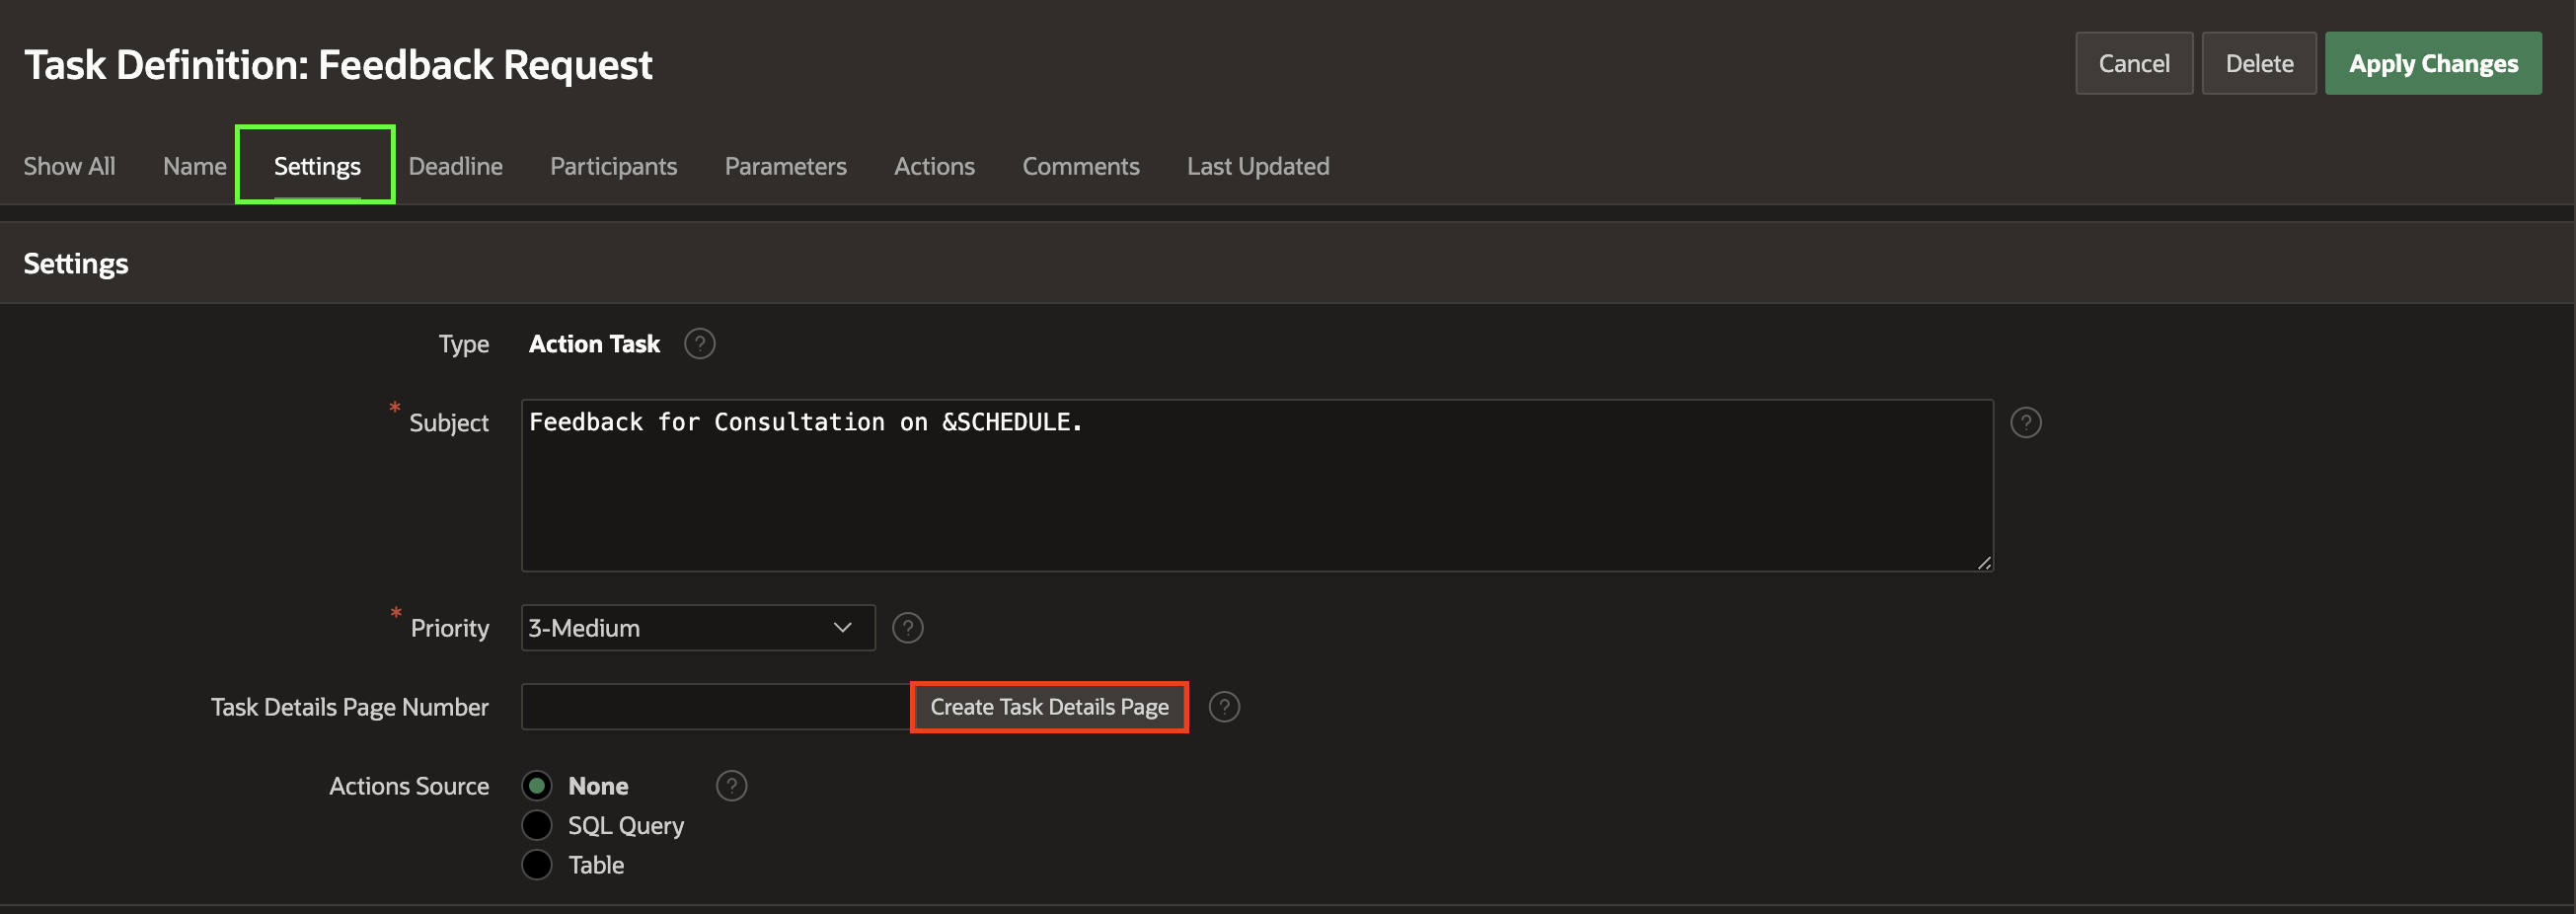 Task Definition: Feedback Request
Cancel Delete Apply Changes
Show All Name Settings Deadline Participants Parameters Actions Comments Last Updated
Settings
Type Action Task ?
* Subject Feedback for Consultation on &SCHEDULE. ?
* Priority 3-Medium ?
Task Details Page Number Create Task Details Page ?
Actions Source None ?
SQL Query
Table